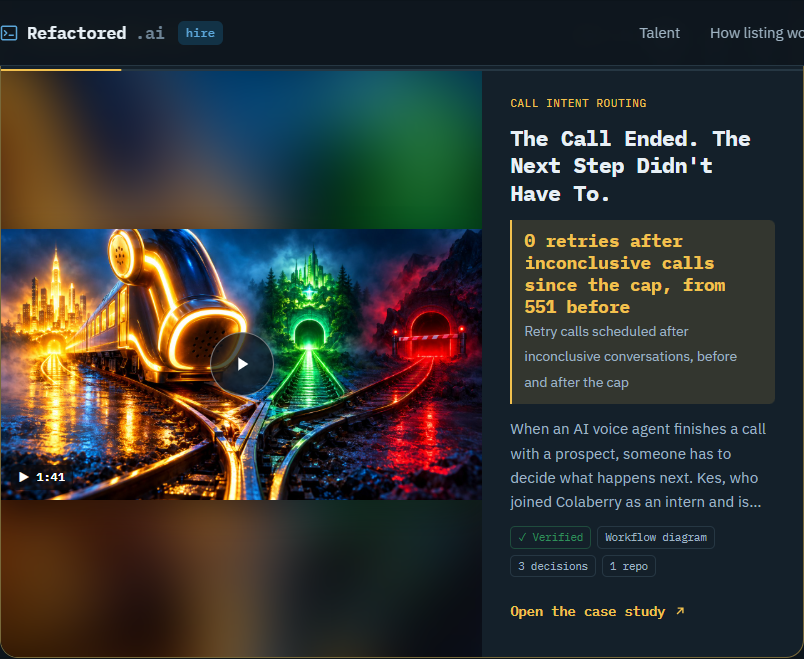 Refactored .ai hire
Talent
How listing wo
CALL INTENT ROUTING
The Call Ended. The
Next Step Didn't
Have To.
0 retries after
inconclusive calls
since the cap, from
551 before
Retry calls scheduled after
inconclusive conversations, before
and after the cap
When an AI voice agent finishes a call
with a prospect, someone has to
decide what happens next. Kes, who
joined Colaberry as an intern and is…
✓ Verified
Workflow diagram
3 decisions
1 repo
Open the case study ↗
1:41